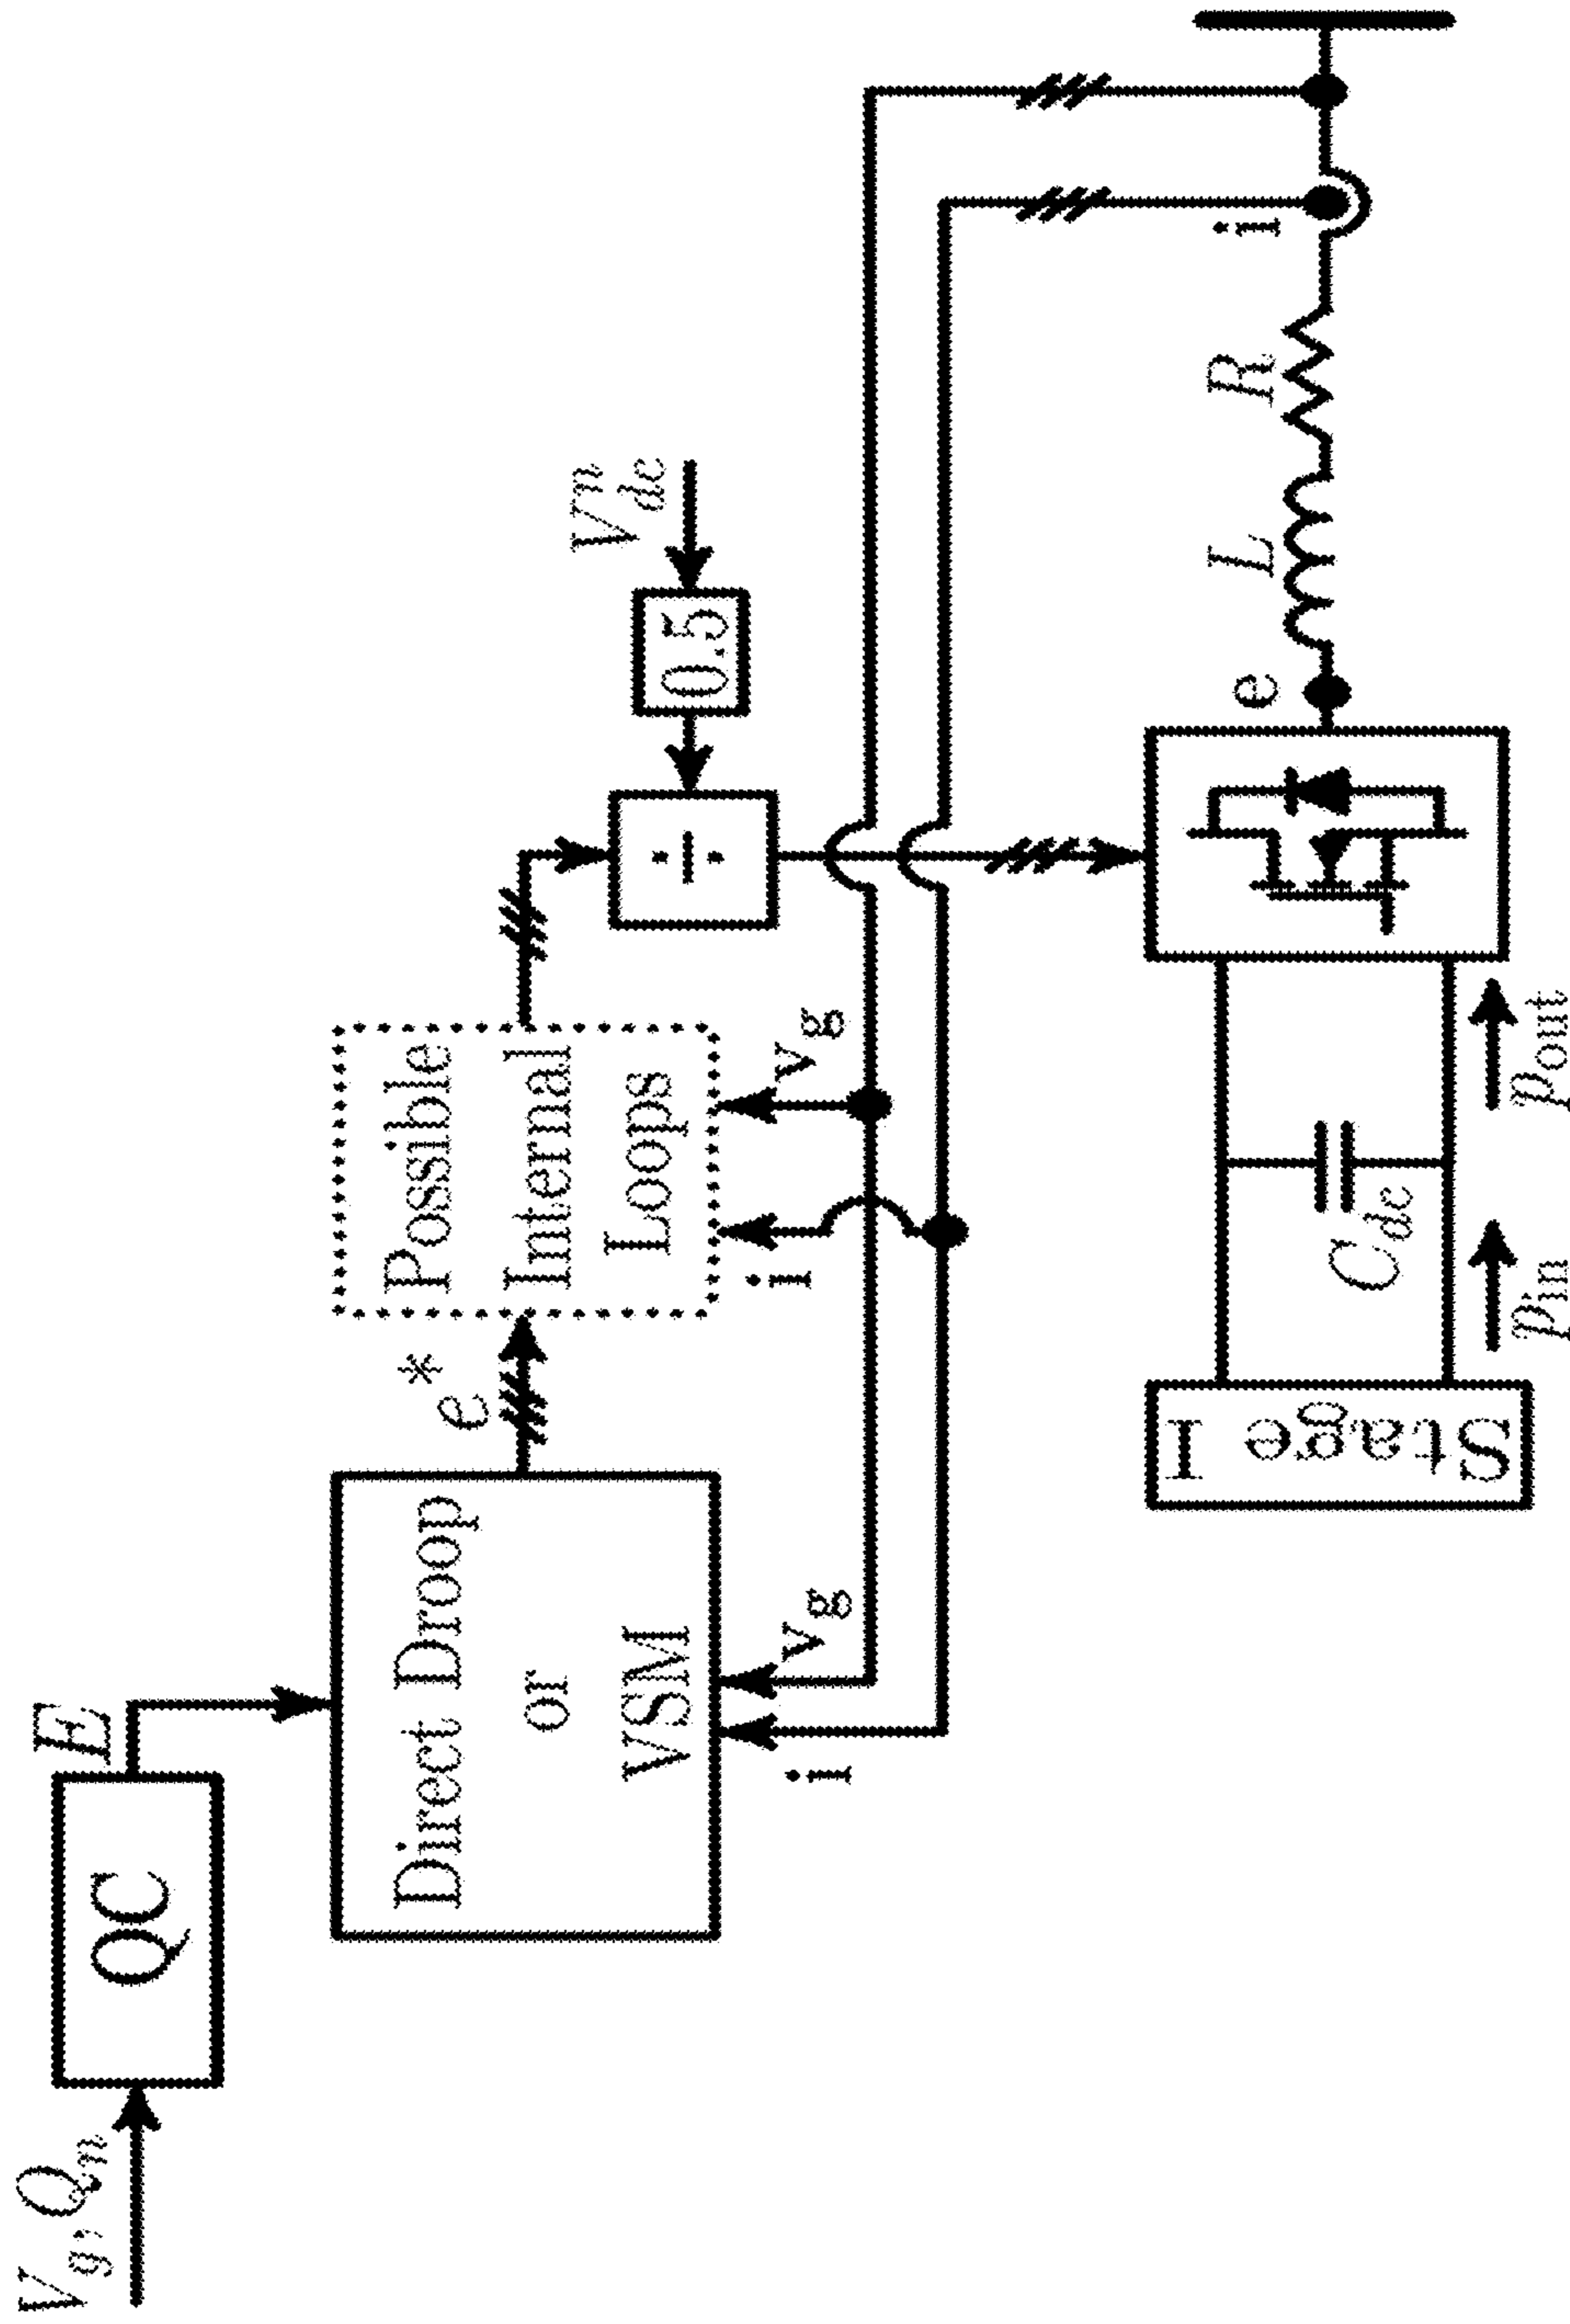 V_g, Q_n
QC
E
Direct Droop
or
VSM
i
v_g
e*
Possible
Internal
Loops
i
v_g
÷
0.5
V^n_dc
Stage I
C_dc
p_in
p_out
e
L
R
i